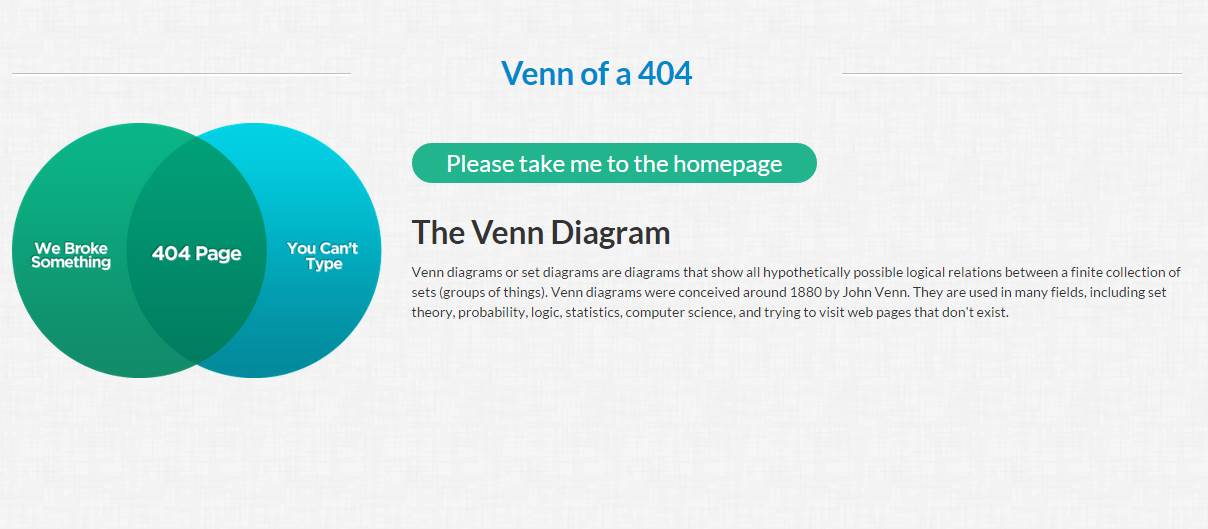 Venn of a 404
We Broke
Something
404 Page
You Can't
Type
Please take me to the homepage
The Venn Diagram
Venn diagrams or set diagrams are diagrams that show all hypothetically possible logical relations between a finite collection of
sets (groups of things). Venn diagrams were conceived around 1880 by John Venn. They are used in many fields, including set
theory, probability, logic, statistics, computer science, and trying to visit web pages that don't exist.